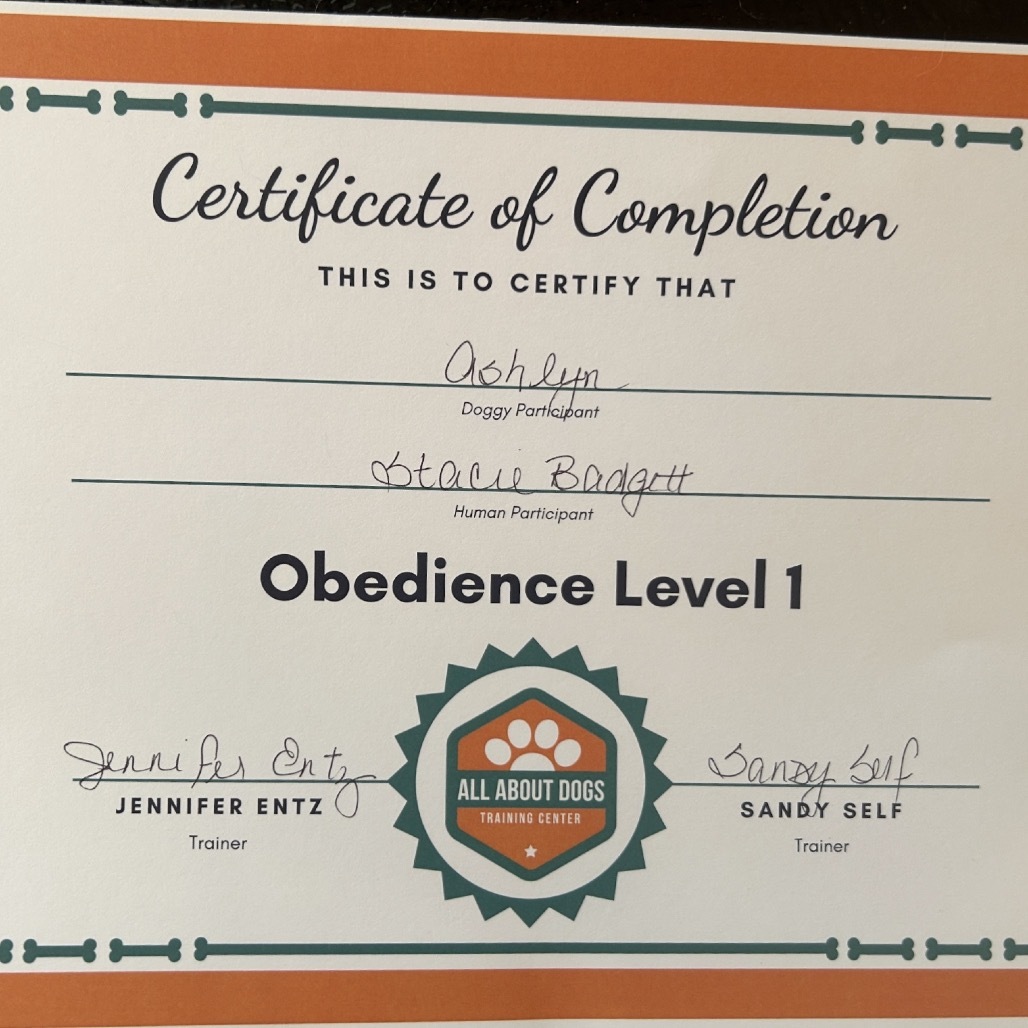 Certificate of Completion
THIS IS TO CERTIFY THAT
Ashlyn
Doggy Participant
Stacie Badgett
Human Participant
Obedience Level 1
Jennifer Entz
JENNIFER ENTZ
Trainer
ALL ABOUT DOGS
TRAINING CENTER
Sandy Self
SANDY SELF
Trainer